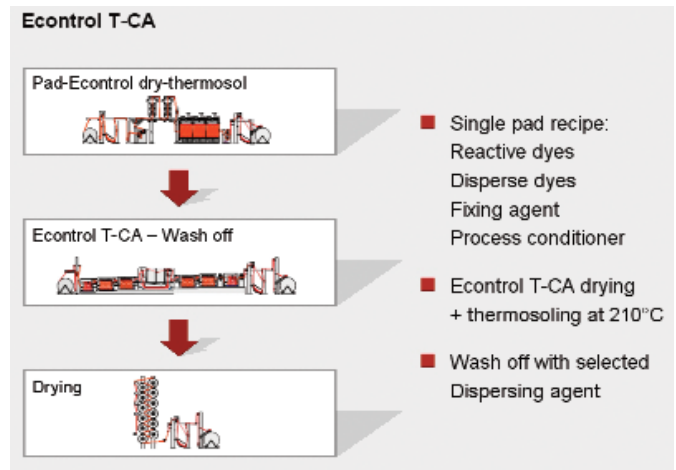 Econtrol T-CA
Pad-Econtrol dry-thermosol
Econtrol T-CA – Wash off
Drying
Single pad recipe:
Reactive dyes
Disperse dyes
Fixing agent
Process conditioner
Econtrol T-CA drying
+ thermosoling at 210°C
Wash off with selected
Dispersing agent